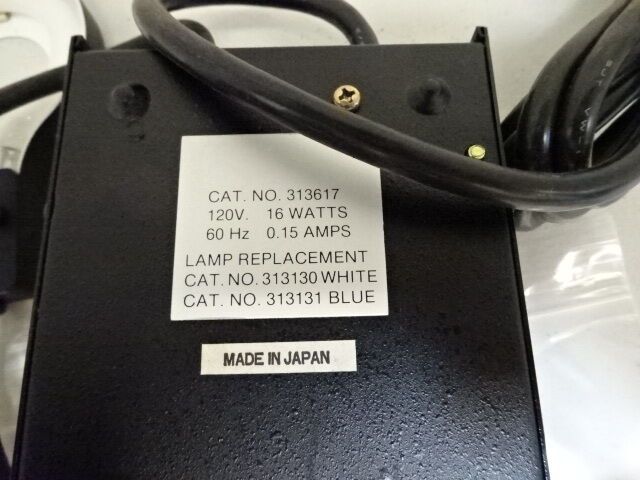 CAT. NO. 313617
120V. 16 WATTS
60 Hz 0.15 AMPS
LAMP REPLACEMENT
CAT. NO. 313130 WHITE
CAT. NO. 313131 BLUE
MADE IN JAPAN